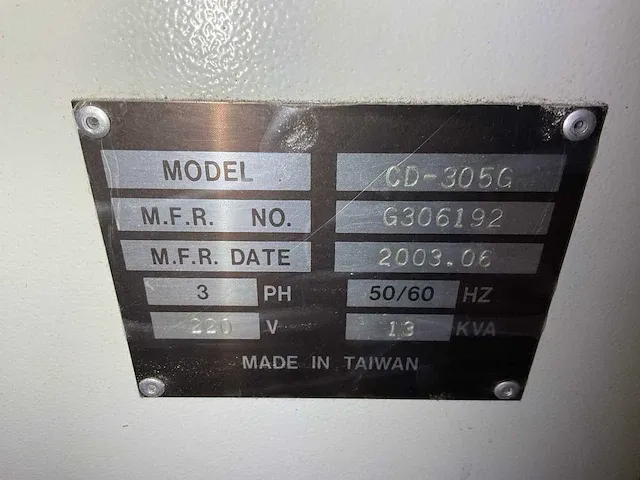 MODEL CD-305G
M.F.R. NO. G306192
M.F.R. DATE 2003.06
3 PH 50/60 HZ
220 V 13 KVA
MADE IN TAIWAN